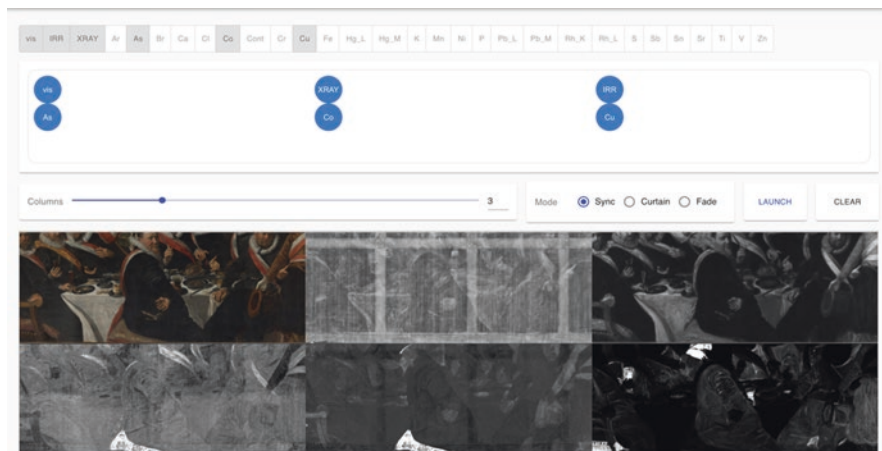 vis IRR XRAY Ar As Br Ca Cl Co Cont Cr Cu Fe Hg_L Hg_M K Mn Ni P Pb_L Pb_M Rh_K Rh_L S Sb Sn Sr Ti V Zn
vis XRAY IRR
As Co Cu
Columns 3 Mode Sync Curtain Fade LAUNCH CLEAR